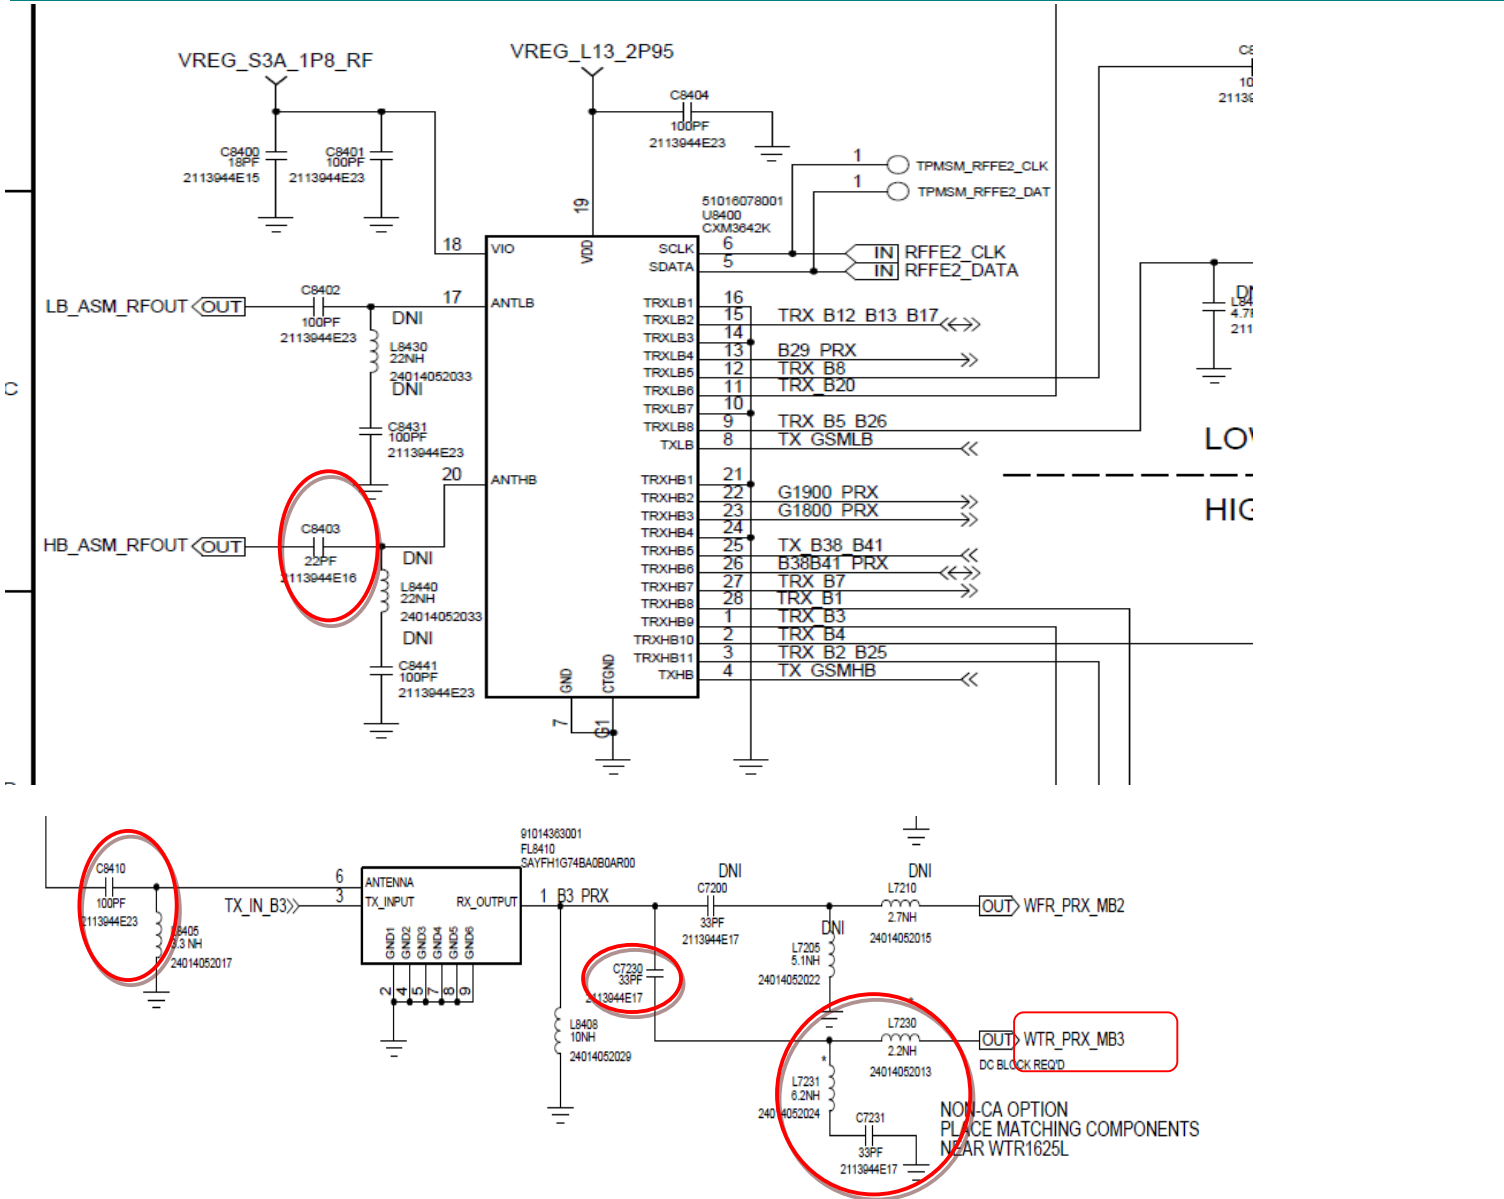 VREG_S3A_1P8_RF
VREG_L13_2P95
C8404
100PF
2113944E23
C8400
18PF
2113944E15
C8401
100PF
2113944E23
19
VDD
51016078001
U8400
CXM3642K
1
TPMSM_RFFE2_CLK
1
TPMSM_RFFE2_DAT
18
VIO
SCLK
6
IN
RFFE2_CLK
SDATA
5
IN
RFFE2_DATA
LB_ASM_RFOUT
OUT
C8402
100PF
2113944E23
17
ANTLB
DNI
L8430
22NH
24014052033
DNI
C8431
100PF
2113944E23
TRXLB1
16
TRXLB2
15
TRX_B12_B13_B17
TRXLB3
14
TRXLB4
13
B29_PRX
TRXLB5
12
TRX_B8
TRXLB6
11
TRX_B20
TRXLB7
10
TRXLB8
9
TRX_B5_B26
TXLB
8
TX_GSMLB
20
ANTHB
HB_ASM_RFOUT
OUT
C8403
22PF
2113944E16
DNI
L8440
22NH
24014052033
DNI
C8441
100PF
2113944E23
TRXHB1
21
TRXHB2
22
G1900_PRX
TRXHB3
23
G1800_PRX
TRXHB4
24
TRXHB5
25
TX_B38_B41
TRXHB6
26
B38B41_PRX
TRXHB7
27
TRX_B7
TRXHB8
28
TRX_B1
TRXHB9
1
TRX_B3
TRXHB10
2
TRX_B4
TRXHB11
3
TRX_B2_B25
TXHB
4
TX_GSMHB
GND
CTGND
7
G1
C
C8410
100PF
2113944E23
L8405
3.3 NH
24014052017
TX_IN_B3
6
3
91014363001
FL8410
SAYFH1G74BA0B0AR00
ANTENNA
TX_INPUT
RX_OUTPUT
GND1
GND2
GND3
GND4
GND5
GND6
2
4
5
7
8
9
1
B3_PRX
DNI
C7200
33PF
2113944E17
DNI
L7210
2.7NH
24014052015
OUT
WFR_PRX_MB2
DNI
L7205
5.1NH
24014052022
C7230
33PF
2113944E17
L8408
10NH
24014052029
*
L7230
2.2NH
24014052013
OUT
WTR_PRX_MB3
DC BLOCK REQ'D
*
L7231
6.2NH
24014052024
C7231
33PF
2113944E17
NON-CA OPTION
PLACE MATCHING COMPONENTS
NEAR WTR1625L